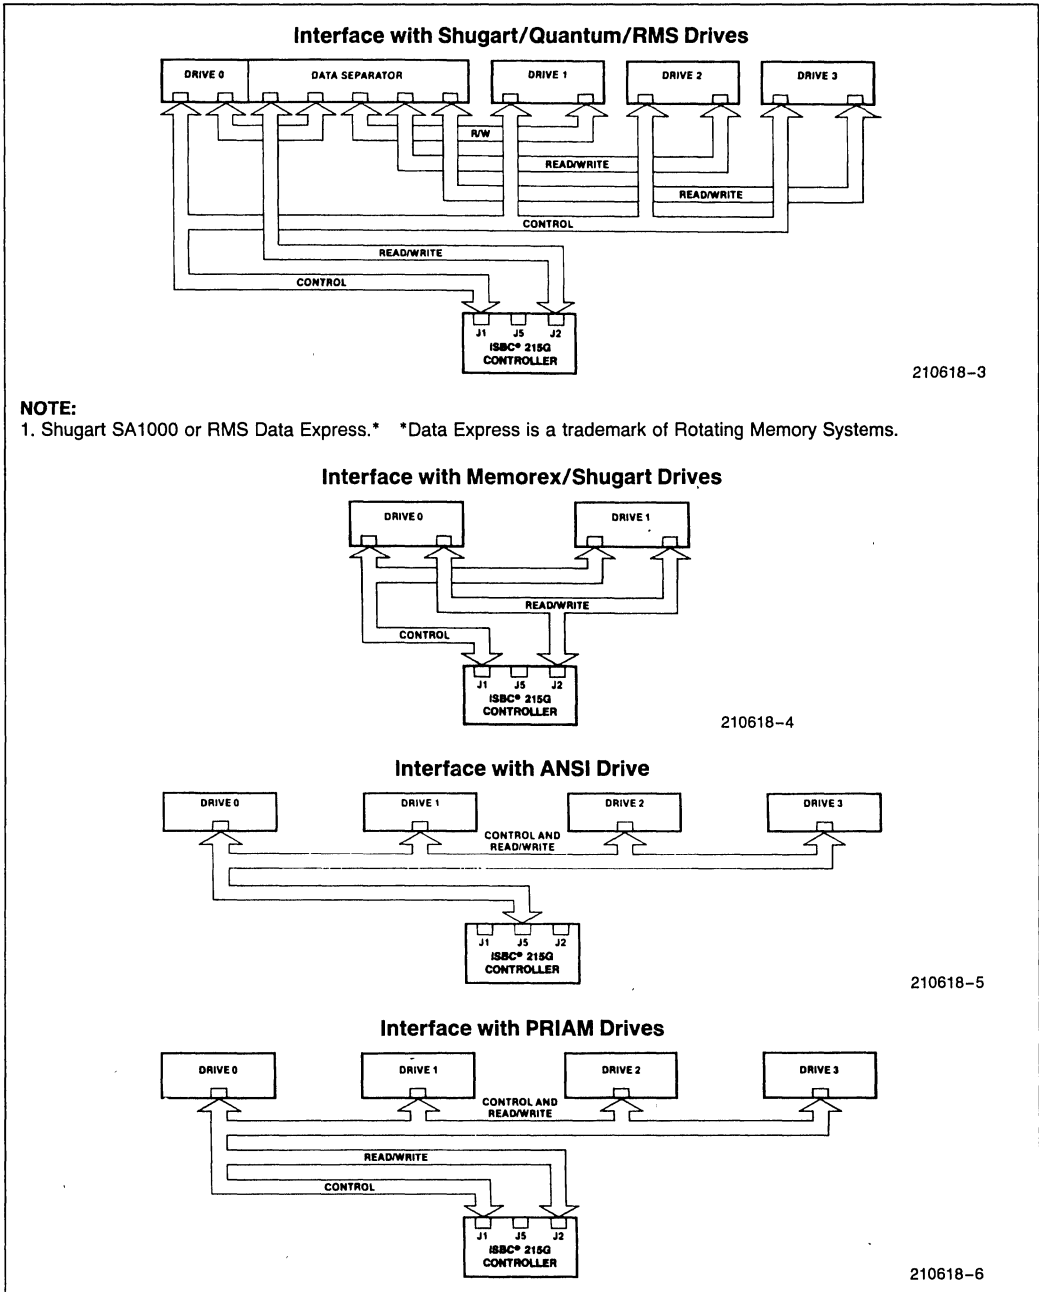 Interface with Shugart/Quantum/RMS Drives
DRIVE 0
DATA SEPARATOR
DRIVE 1
DRIVE 2
DRIVE 3
R/W
READ/WRITE
READ/WRITE
CONTROL
READ/WRITE
CONTROL
J1 J5 J2
iSBC® 215G
CONTROLLER
210618–3
NOTE:
1. Shugart SA1000 or RMS Data Express.* *Data Express is a trademark of Rotating Memory Systems.
Interface with Memorex/Shugart Drives
DRIVE 0
DRIVE 1
READ/WRITE
CONTROL
J1 J5 J2
iSBC® 215G
CONTROLLER
210618–4
Interface with ANSI Drive
DRIVE 0
DRIVE 1
DRIVE 2
DRIVE 3
CONTROL AND
READ/WRITE
J1 J5 J2
iSBC® 215G
CONTROLLER
210618–5
Interface with PRIAM Drives
DRIVE 0
DRIVE 1
DRIVE 2
DRIVE 3
CONTROL AND
READ/WRITE
READ/WRITE
CONTROL
J1 J5 J2
iSBC® 215G
CONTROLLER
210618–6